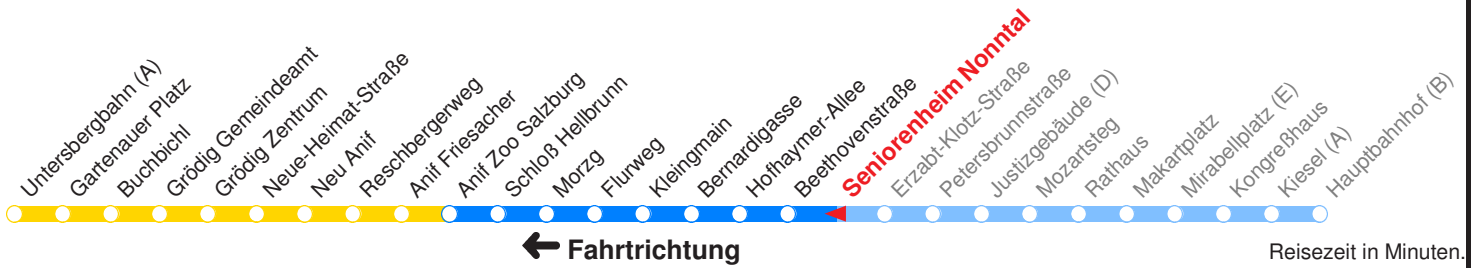 Untersbergbahn (A)
Gartenauer Platz
Buchbichl
Grödig Gemeindeamt
Grödig Zentrum
Neue-Heimat-Straße
Neu Anif
Reschbergerweg
Anif Friesacher
Anif Zoo Salzburg
Schloß Hellbrunn
Morzg
Flurweg
Kleingmain
Bernardigasse
Hofhaymer-Allee
Beethovenstraße
Seniorenheim Nonntal
Erzabt-Klotz-Straße
Petersbrunnstraße
Justizgebäude (D)
Mozartsteg
Rathaus
Makartplatz
Mirabellplatz (E)
Kongreßhaus
Kiesel (A)
Hauptbahnhof (B)
Fahrtrichtung
Reisezeit in Minuten.